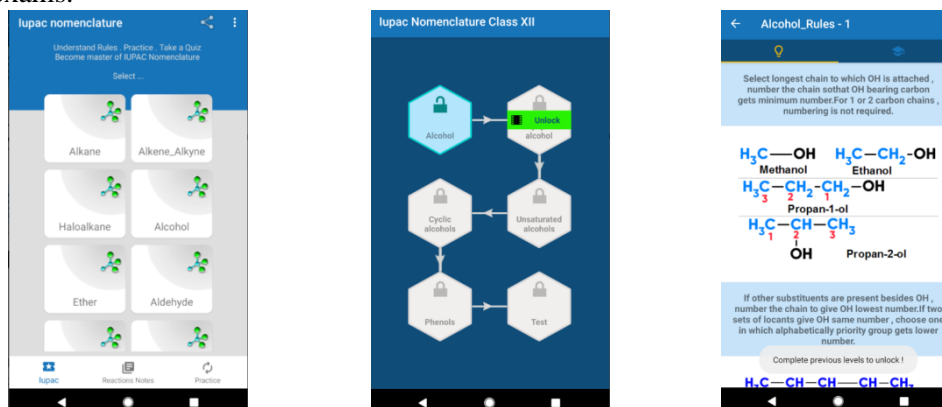 exams.
Iupac nomenclature
Understand Rules . Practice . Take a Quiz
Become master of IUPAC Nomenclature
Select ...
Alkane
Alkene_Alkyne
Haloalkane
Alcohol
Ether
Aldehyde
Iupac
Reactions Notes
Practice
Iupac Nomenclature Class XII
Alcohol
Unlock
alcohol
Cyclic
alcohols
Unsaturated
alcohols
Phenols
Test
Alcohol_Rules - 1
Select longest chain to which OH is attached ,
number the chain sothat OH bearing carbon
gets minimum number.For 1 or 2 carbon chains ,
numbering is not required.
H₃C—OH H₃C—CH₂-OH
Methanol Ethanol
H₃C—CH₂-CH₂—OH
3 2 1
Propan-1-ol
H₃C—CH—CH₃
1 2 3
OH Propan-2-ol
If other substituents are present besides OH ,
number the chain to give OH lowest number.If two
sets of locants give OH same number , choose one
in which alphabetically priority group gets lower
number.
Complete previous levels to unlock !
H₃C—CH—CH—CH—CH₃